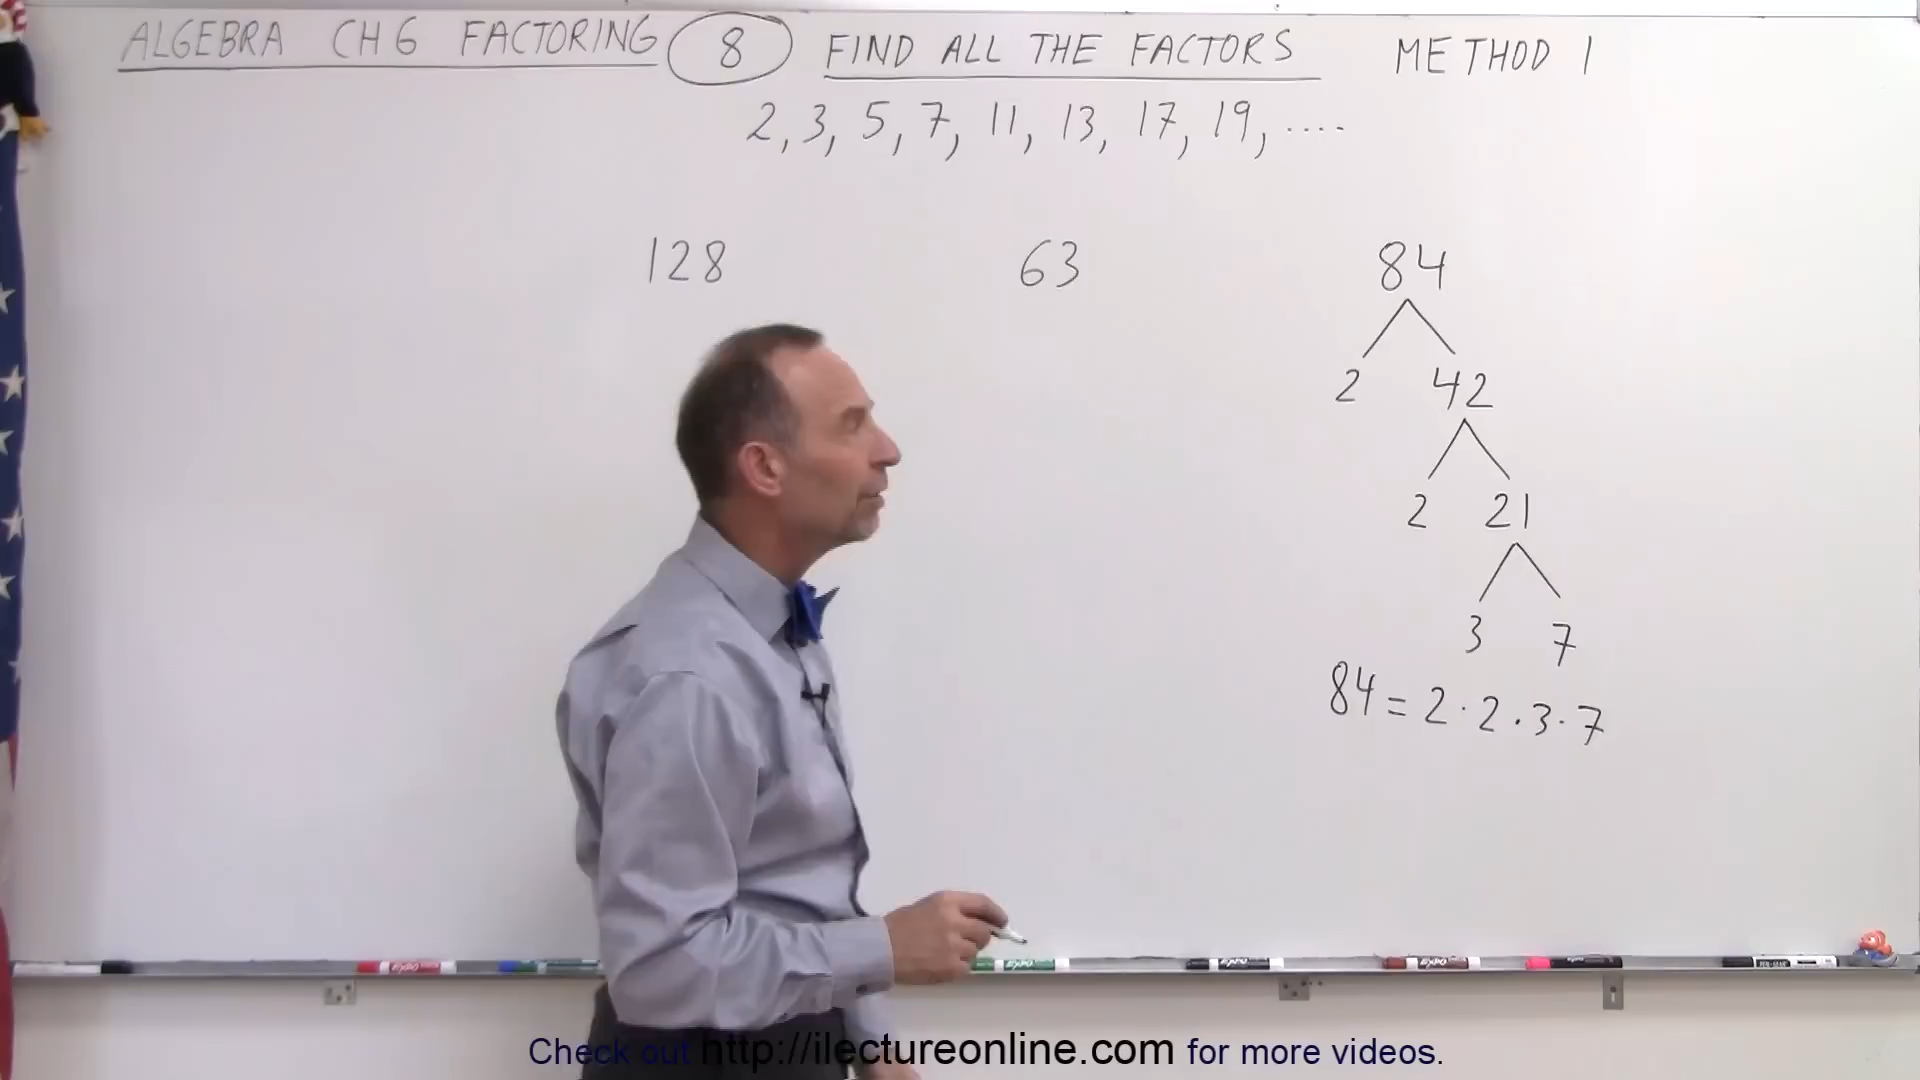 ALGEBRA CH 6 FACTORING 8 FIND ALL THE FACTORS METHOD 1
2, 3, 5, 7, 11, 13, 17, 19, ....
128 63 84
2 42
2 21
3 7
84 = 2 · 2 · 3 · 7
Check out http://ilectureonline.com for more videos.